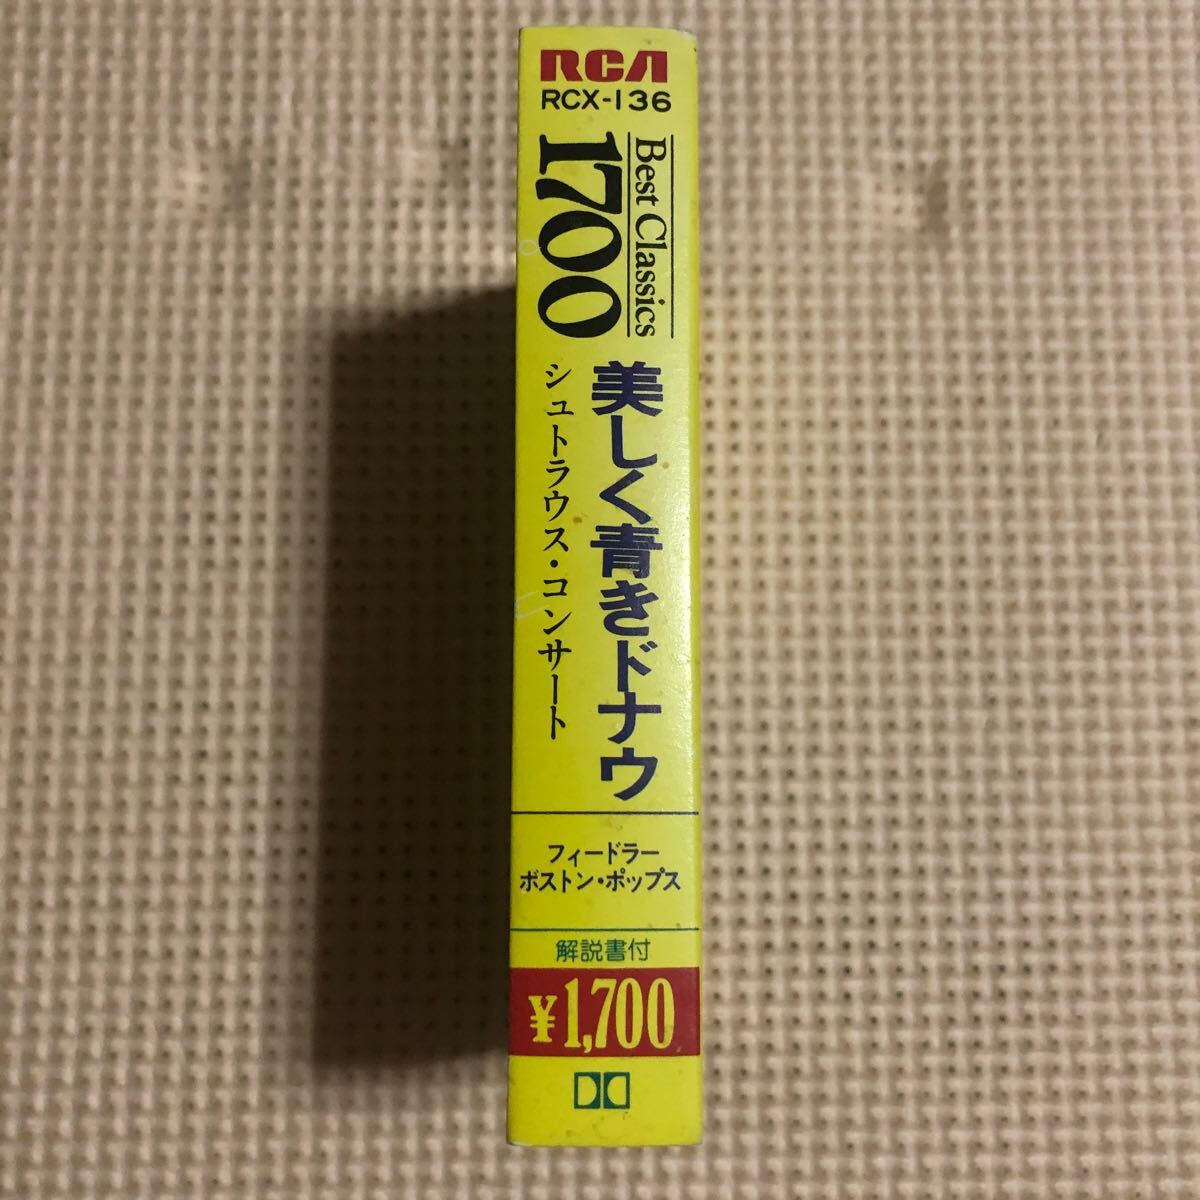 RCA
RCX-136
Best Classics
1700
美しく青きドナウ
シュトラウス・コンサート
フィードラー
ボストン・ポップス
解説書付
¥1,700